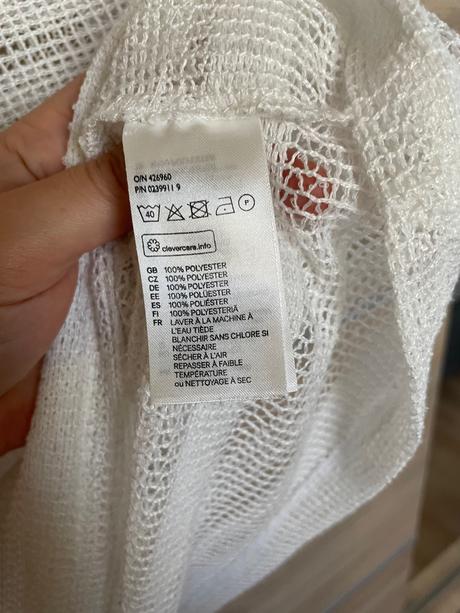 O/N 426960
P/N 0239911 9
40 P
clevercare.info
GB 100% POLYESTER
CZ 100% POLYESTER
DE 100% POLYESTER
EE 100% POLÜESTER
ES 100% POLIÉSTER
FI 100% POLYESTERIÄ
FR LAVER À LA MACHINE À
L'EAU TIÈDE
BLANCHIR SANS CHLORE SI
NÉCESSAIRE
SÉCHER À L'AIR
REPASSER À FAIBLE
TEMPÉRATURE
ou NETTOYAGE À SEC